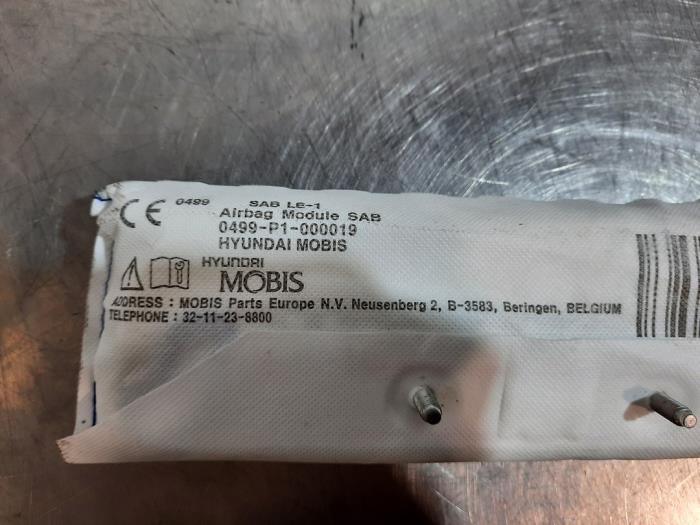 CE 0499 SAB LE-1
Airbag Module SAB
0499-P1-000019
HYUNDAI MOBIS
HYUNDAI
MOBIS
ADDRESS : MOBIS Parts Europe N.V. Neusenberg 2, B-3583, Beringen, BELGIUM
TELEPHONE : 32-11-23-8800